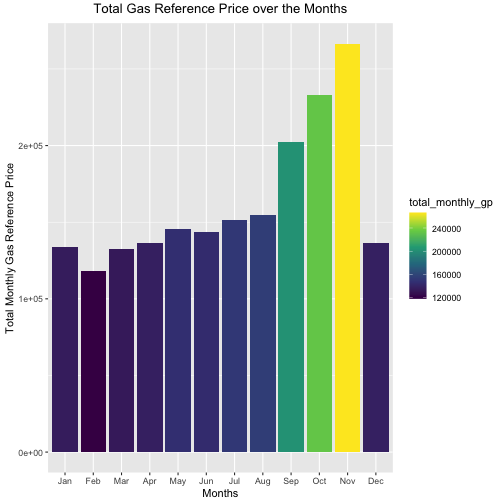 Total Gas Reference Price over the Months
Total Monthly Gas Reference Price
2e+05
1e+05
0e+00
Jan Feb Mar Apr May Jun Jul Aug Sep Oct Nov Dec
Months
total_monthly_gp
240000
200000
160000
120000